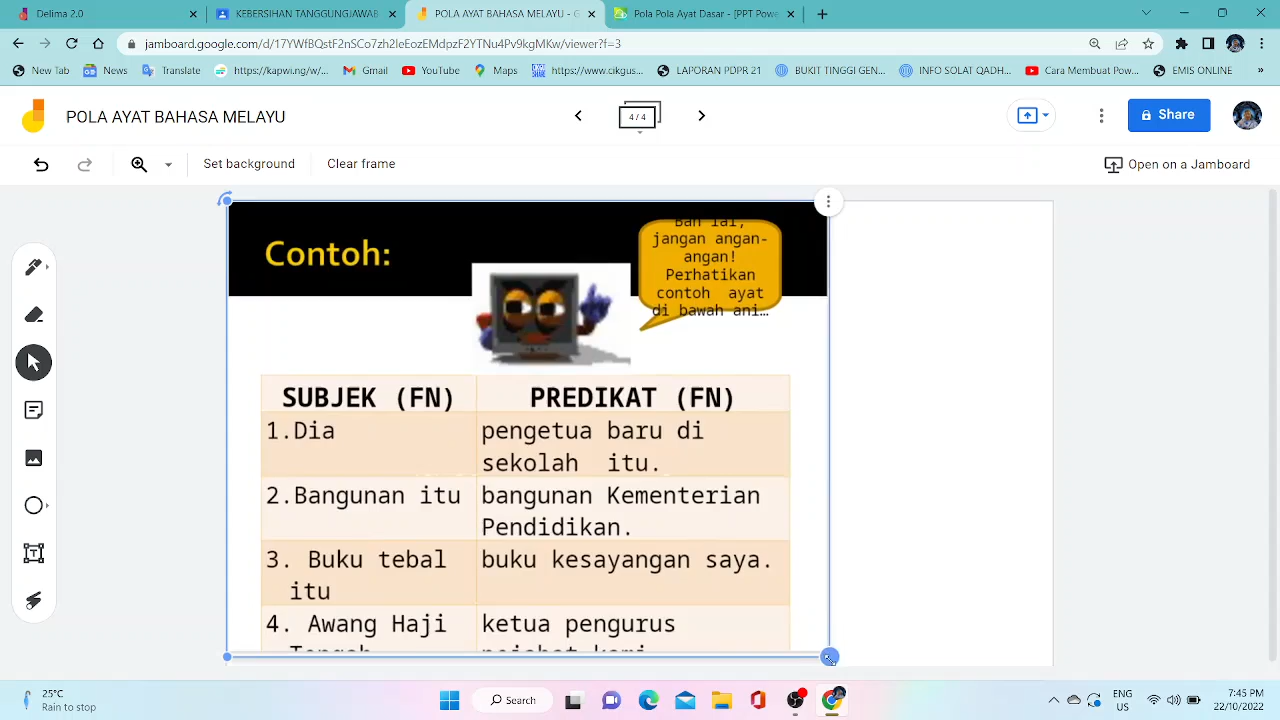 Delima 2.0
KEBERSIHAN TANGGUNGJAWAB
POLA AYAT BAHASA MELAYU - G
Pola Pola Ayat Dasar - [PPT Powe
jamboard.google.com/d/17YWfBQstF2nSCo7zh2leEozEMdpzF2YTNu4Pv9kgMKw/viewer?f=3
New Tab
News
Translate
https://karangan.w/...
Gmail
YouTube
Maps
https://www.cikgus...
LAPORAN PDPR 21
BUKIT TINGGI GEN...
INFO SOLAT QADH...
Cara Membuat pow...
EMIS ONLINE
POLA AYAT BAHASA MELAYU
4 / 4
Share
Set background
Clear frame
Open on a Jamboard
Contoh:
jangan angan-
angan!
Perhatikan
contoh ayat
di bawah ani…
SUBJEK (FN) PREDIKAT (FN)
1.Dia pengetua baru di
sekolah itu.
2.Bangunan itu bangunan Kementerian
Pendidikan.
3. Buku tebal buku kesayangan saya.
itu
4. Awang Haji ketua pengurus
25°C
Rain to stop
Search
ENG
US
7:45 PM
22/10/2022